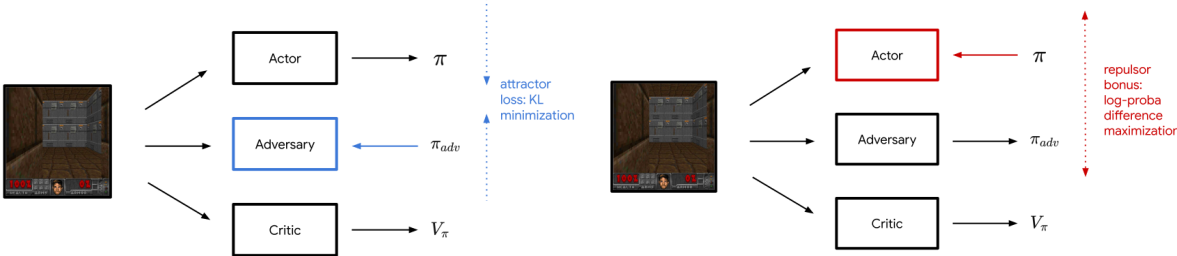 Actor
π
attractor
loss: KL
minimization
Adversary
π_adv
Critic
V_π
Actor
π
repulsor
bonus:
log-proba
difference
maximization
Adversary
π_adv
Critic
V_π